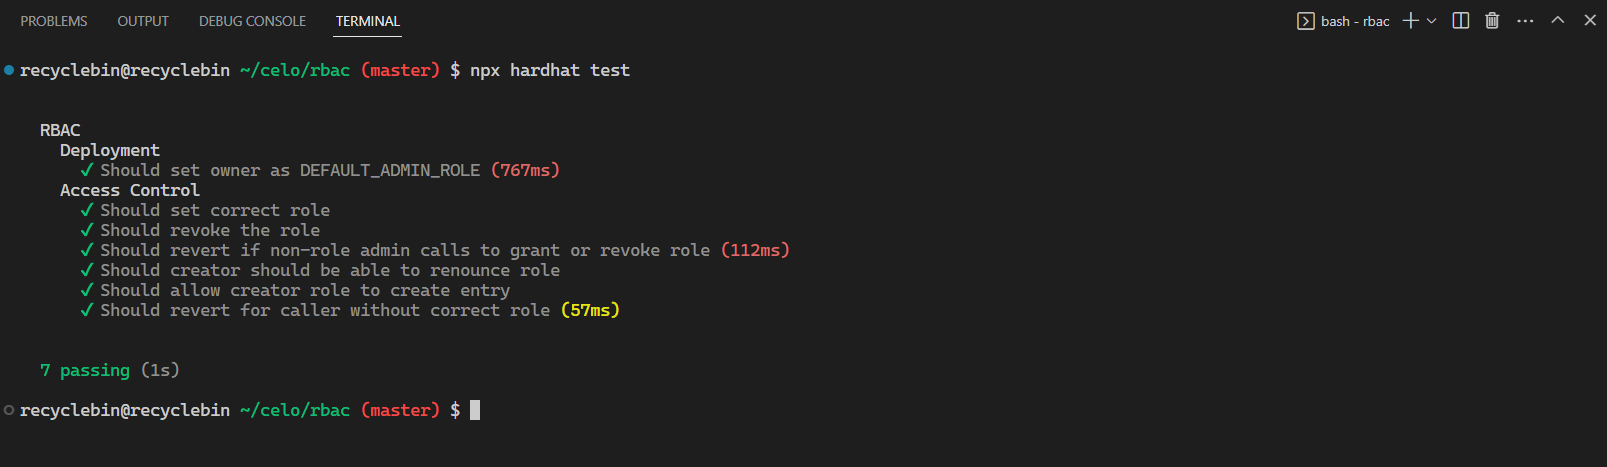 PROBLEMS OUTPUT DEBUG CONSOLE TERMINAL bash - rbac
recyclebin@recyclebin ~/celo/rbac (master) $ npx hardhat test
RBAC
Deployment
✓ Should set owner as DEFAULT_ADMIN_ROLE (767ms)
Access Control
✓ Should set correct role
✓ Should revoke the role
✓ Should revert if non-role admin calls to grant or revoke role (112ms)
✓ Should creator should be able to renounce role
✓ Should allow creator role to create entry
✓ Should revert for caller without correct role (57ms)
7 passing (1s)
recyclebin@recyclebin ~/celo/rbac (master) $